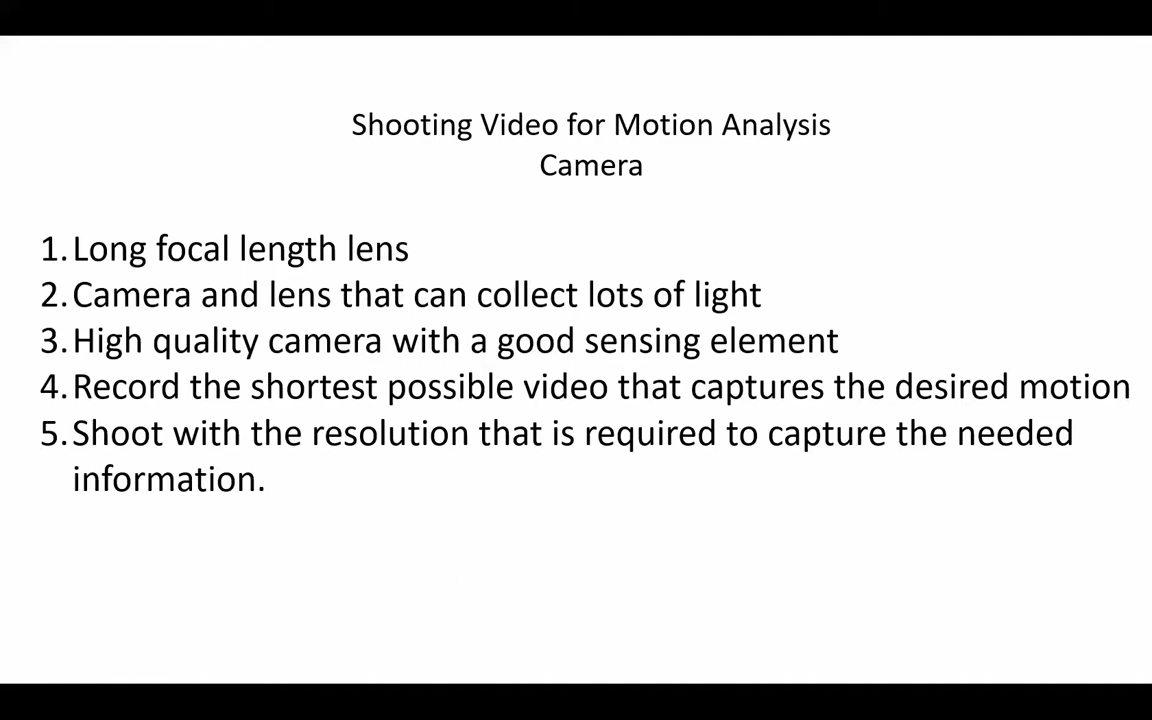 Shooting Video for Motion Analysis
Camera
1. Long focal length lens
2. Camera and lens that can collect lots of light
3. High quality camera with a good sensing element
4. Record the shortest possible video that captures the desired motion
5. Shoot with the resolution that is required to capture the needed
information.